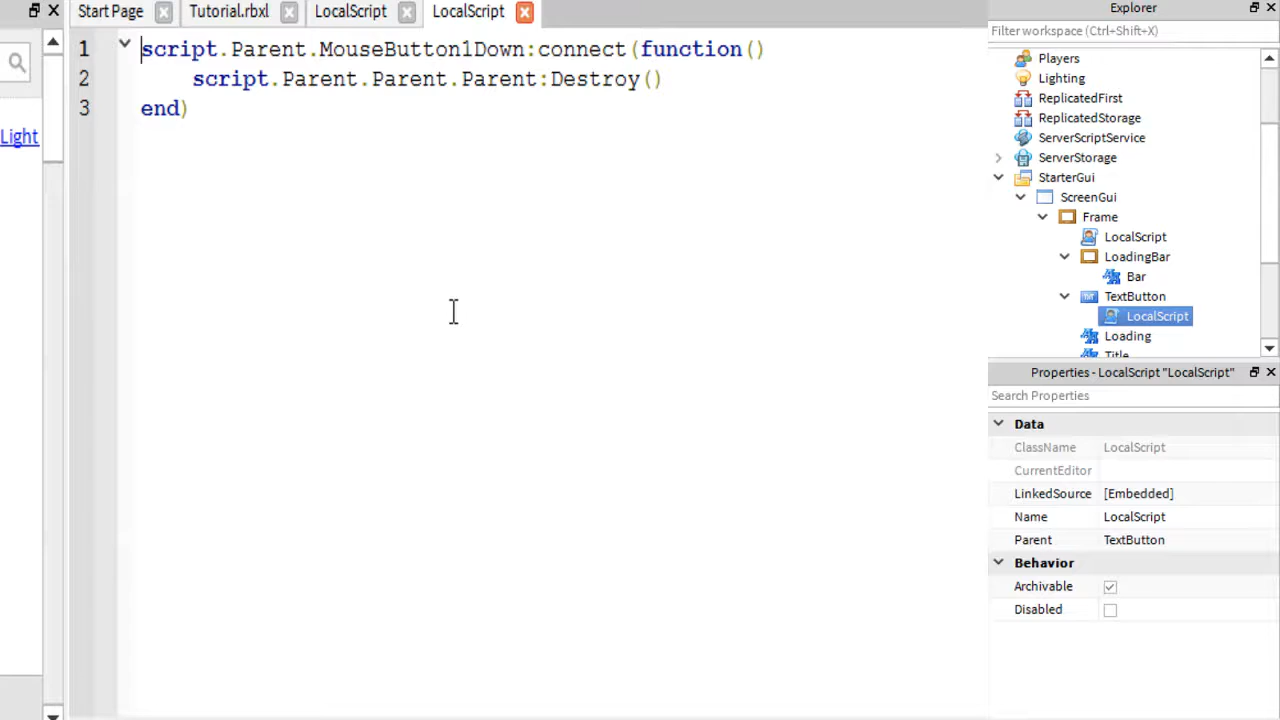 Start Page Tutorial.rbxl LocalScript LocalScript
Light
1 script.Parent.MouseButton1Down:connect(function()
2 script.Parent.Parent.Parent:Destroy()
3 end)
Explorer
Filter workspace (Ctrl+Shift+X)
Players
Lighting
ReplicatedFirst
ReplicatedStorage
ServerScriptService
ServerStorage
StarterGui
ScreenGui
Frame
LocalScript
LoadingBar
Bar
TextButton
LocalScript
Loading
Title
Properties - LocalScript "LocalScript"
Search Properties
Data
ClassName LocalScript
CurrentEditor
LinkedSource [Embedded]
Name LocalScript
Parent TextButton
Behavior
Archivable
Disabled